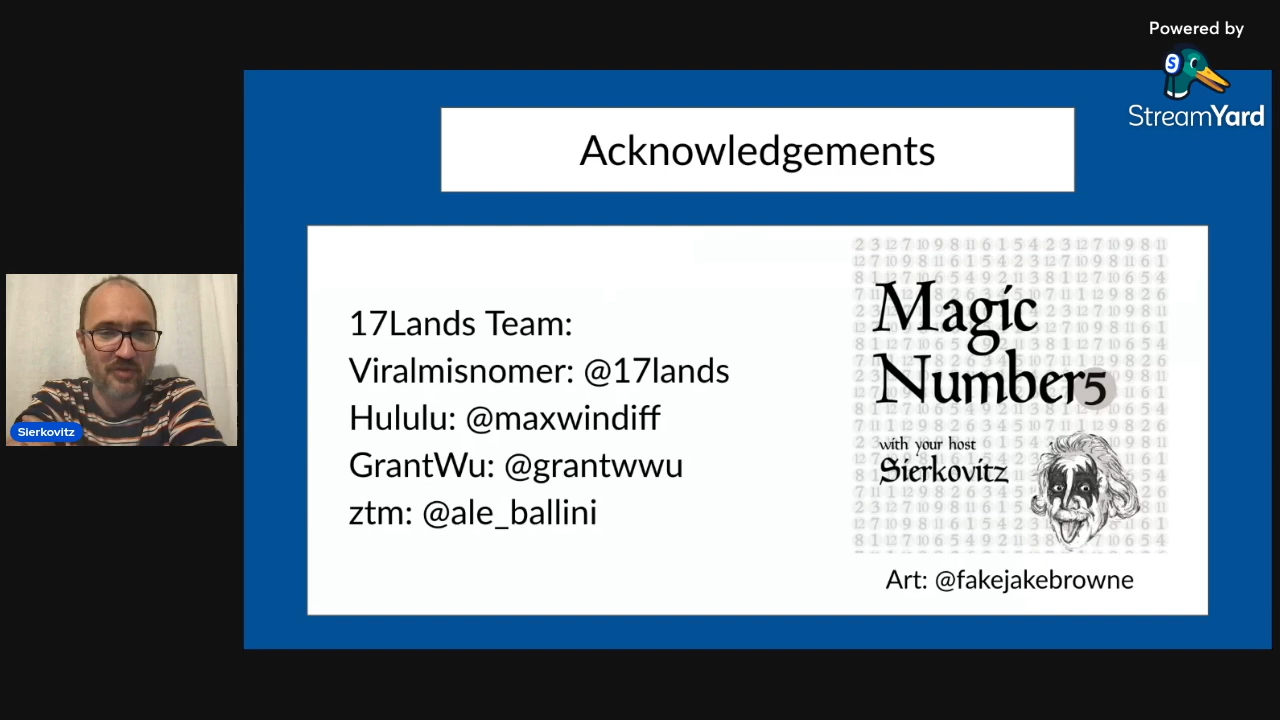 Powered by
StreamYard
Acknowledgements
17Lands Team:
Viralmisnomer: @17lands
Hululu: @maxwindiff
GrantWu: @grantwwu
ztm: @ale_ballini
Magic
Number5
with your host
Sierkovitz
Art: @fakejakebrowne
Sierkovitz